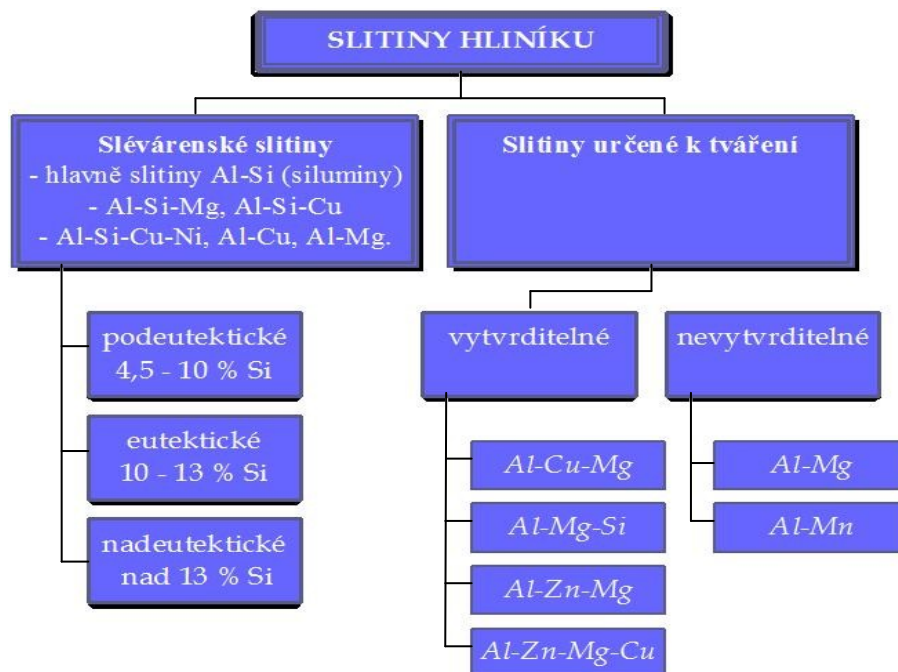 SLITINY HLINÍKU
Slévárenské slitiny
- hlavně slitiny Al-Si (siluminy)
- Al-Si-Mg, Al-Si-Cu
- Al-Si-Cu-Ni, Al-Cu, Al-Mg.
Slitiny určené k tváření
podeutektické
4,5 - 10 % Si
eutektické
10 - 13 % Si
nadeutektické
nad 13 % Si
vytvrditelné
Al-Cu-Mg
Al-Mg-Si
Al-Zn-Mg
Al-Zn-Mg-Cu
nevytvrditelné
Al-Mg
Al-Mn